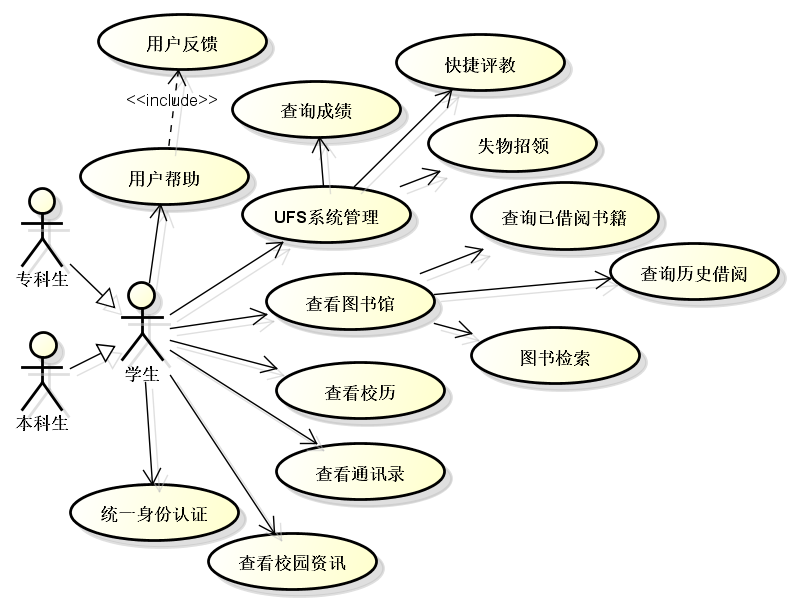 用户反馈
快捷评教
<<include>>
查询成绩
失物招领
用户帮助
UFS系统管理
查询已借阅书籍
专科生
查询历史借阅
查看图书馆
图书检索
学生
查看校历
本科生
查看通讯录
统一身份认证
查看校园资讯